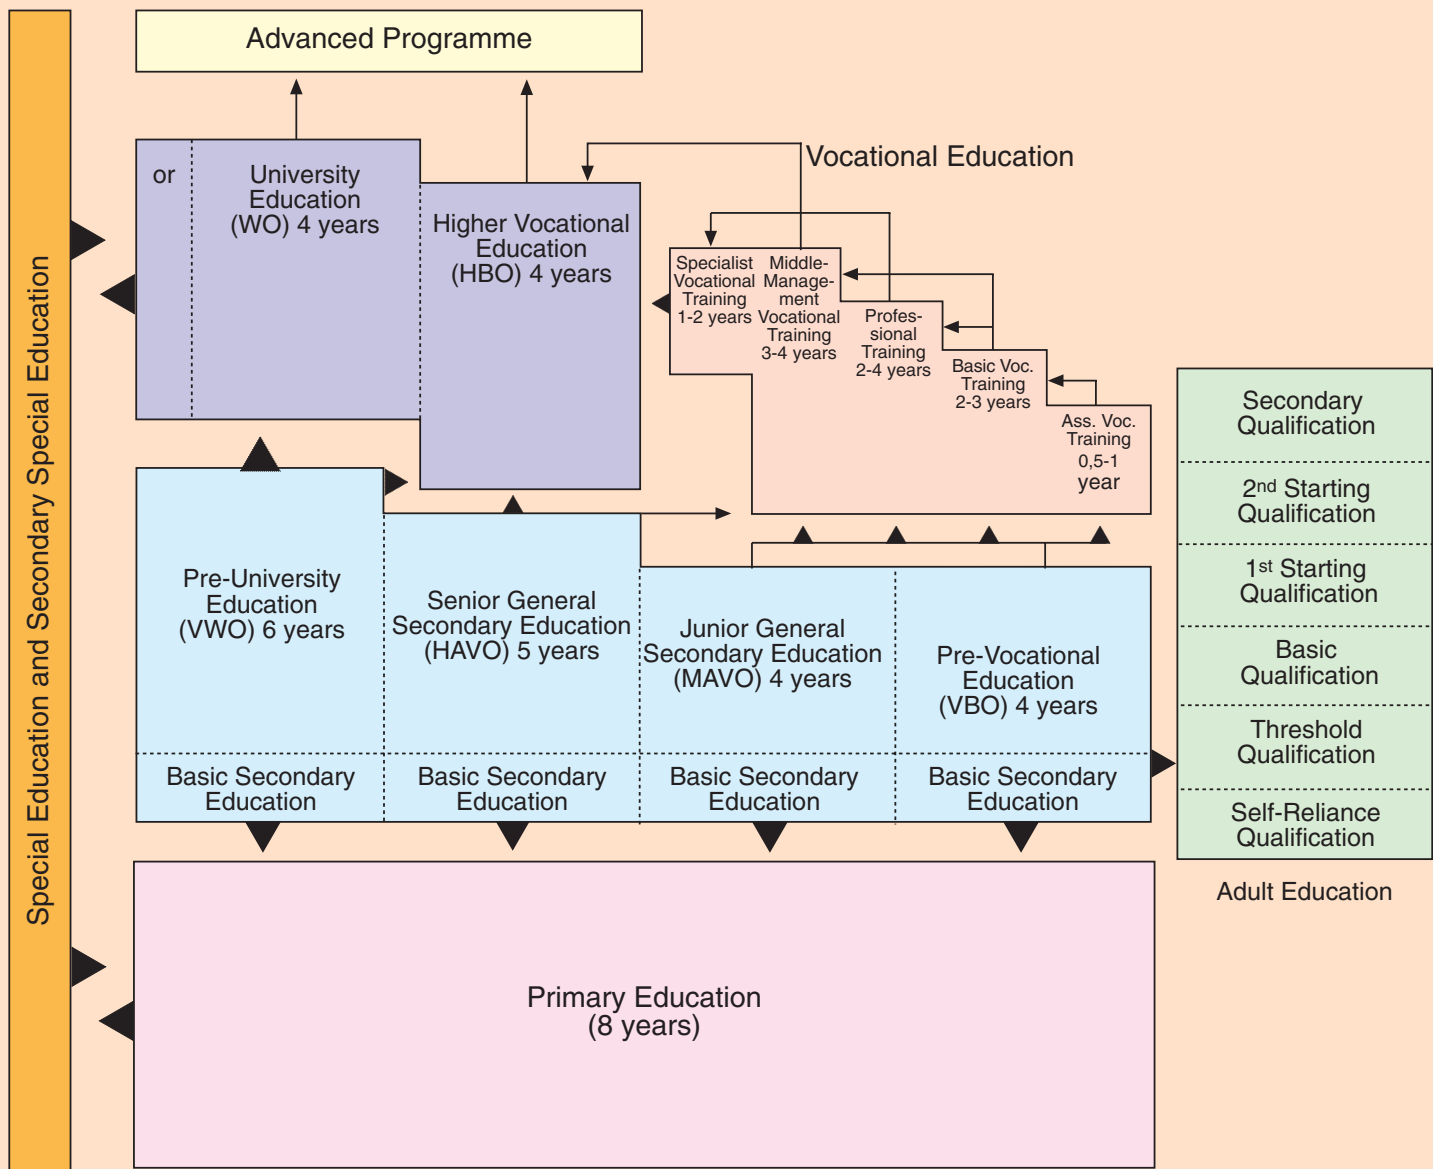 Special Education and Secondary Special Education
Advanced Programme
or
University
Education
(WO) 4 years
Higher Vocational
Education
(HBO) 4 years
Vocational Education
Specialist
Vocational
Training
1-2 years
Middle-
Manage-
ment
Vocational
Training
3-4 years
Profes-
sional
Training
2-4 years
Basic Voc.
Training
2-3 years
Ass. Voc.
Training
0,5-1
year
Pre-University
Education
(VWO) 6 years
Senior General
Secondary Education
(HAVO) 5 years
Junior General
Secondary Education
(MAVO) 4 years
Pre-Vocational
Education
(VBO) 4 years
Basic Secondary
Education
Basic Secondary
Education
Basic Secondary
Education
Basic Secondary
Education
Secondary
Qualification
2nd Starting
Qualification
1st Starting
Qualification
Basic
Qualification
Threshold
Qualification
Self-Reliance
Qualification
Adult Education
Primary Education
(8 years)